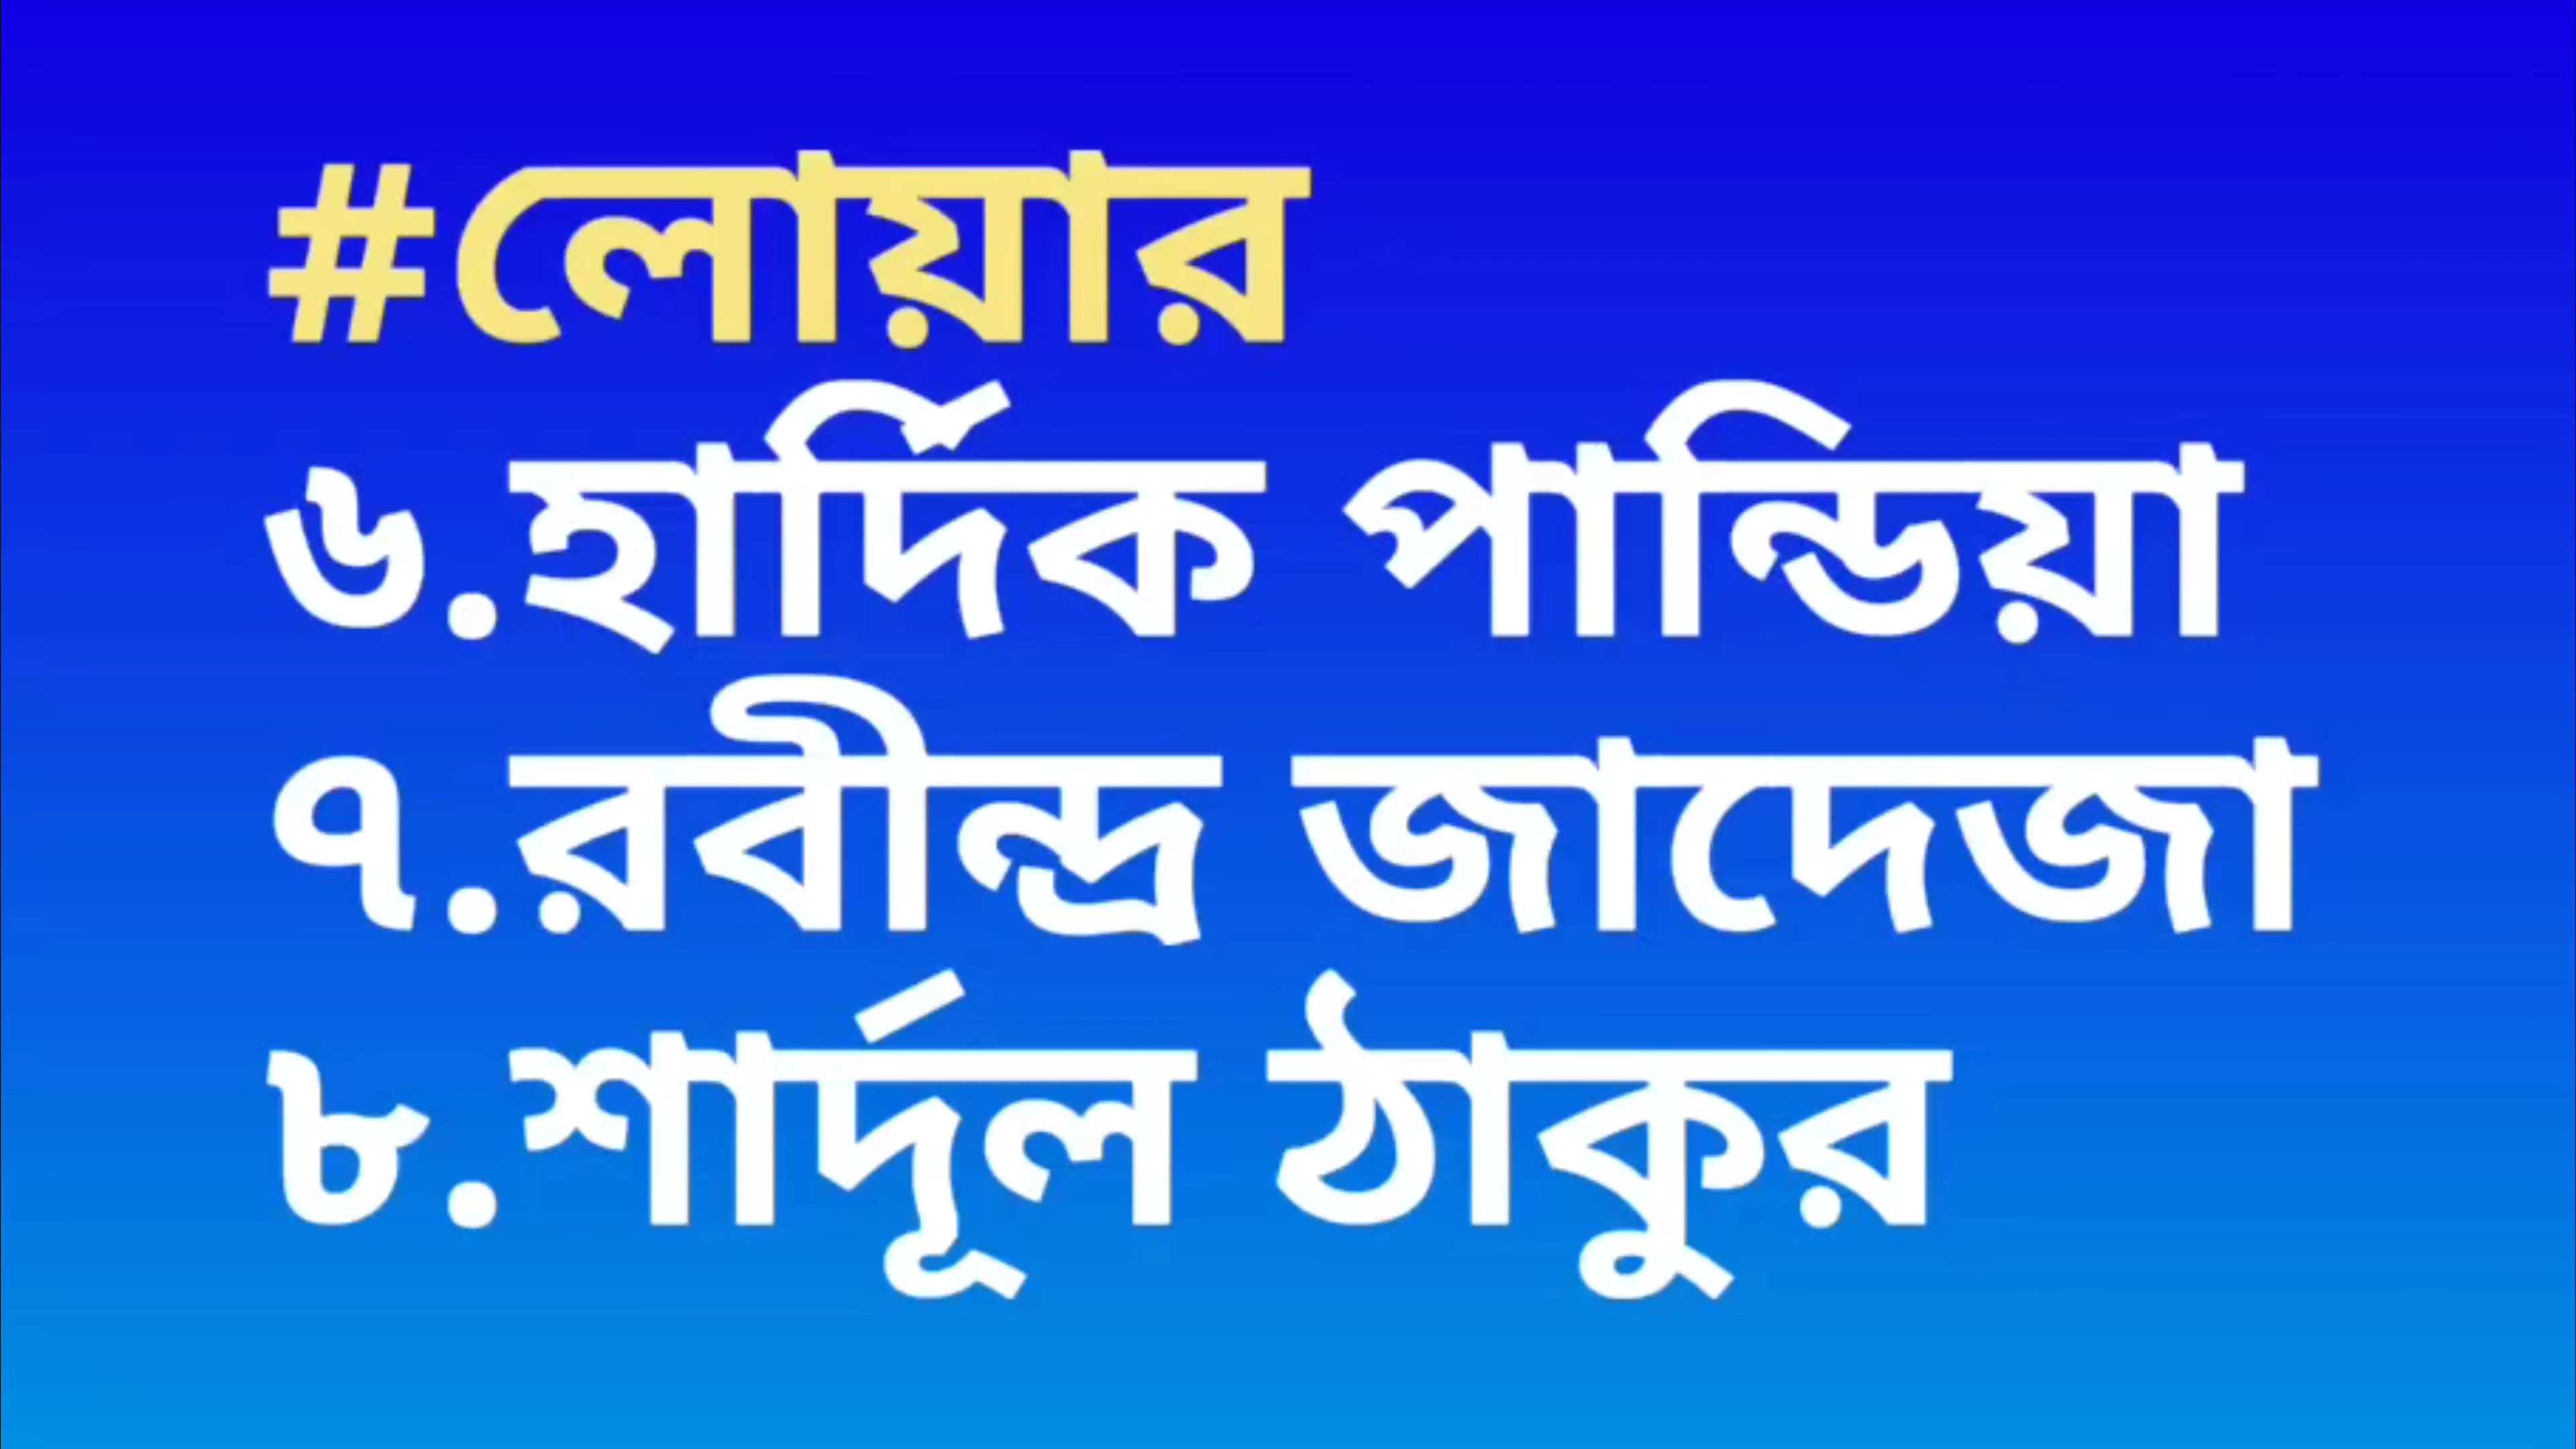 #লোয়ার
৬.হার্দিক পান্ডিয়া
৭.রবীন্দ্র জাদেজা
৮.শার্দূল ঠাকুর